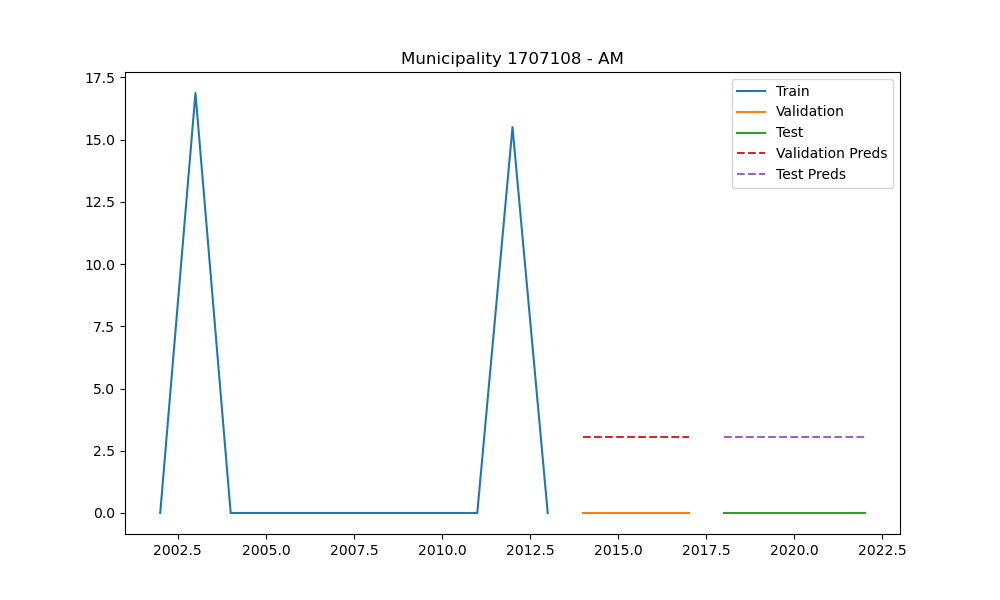 Municipality 1707108 - AM
17.5
15.0
12.5
10.0
7.5
5.0
2.5
0.0
Train
Validation
Test
Validation Preds
Test Preds
2002.5 2005.0 2007.5 2010.0 2012.5 2015.0 2017.5 2020.0 2022.5